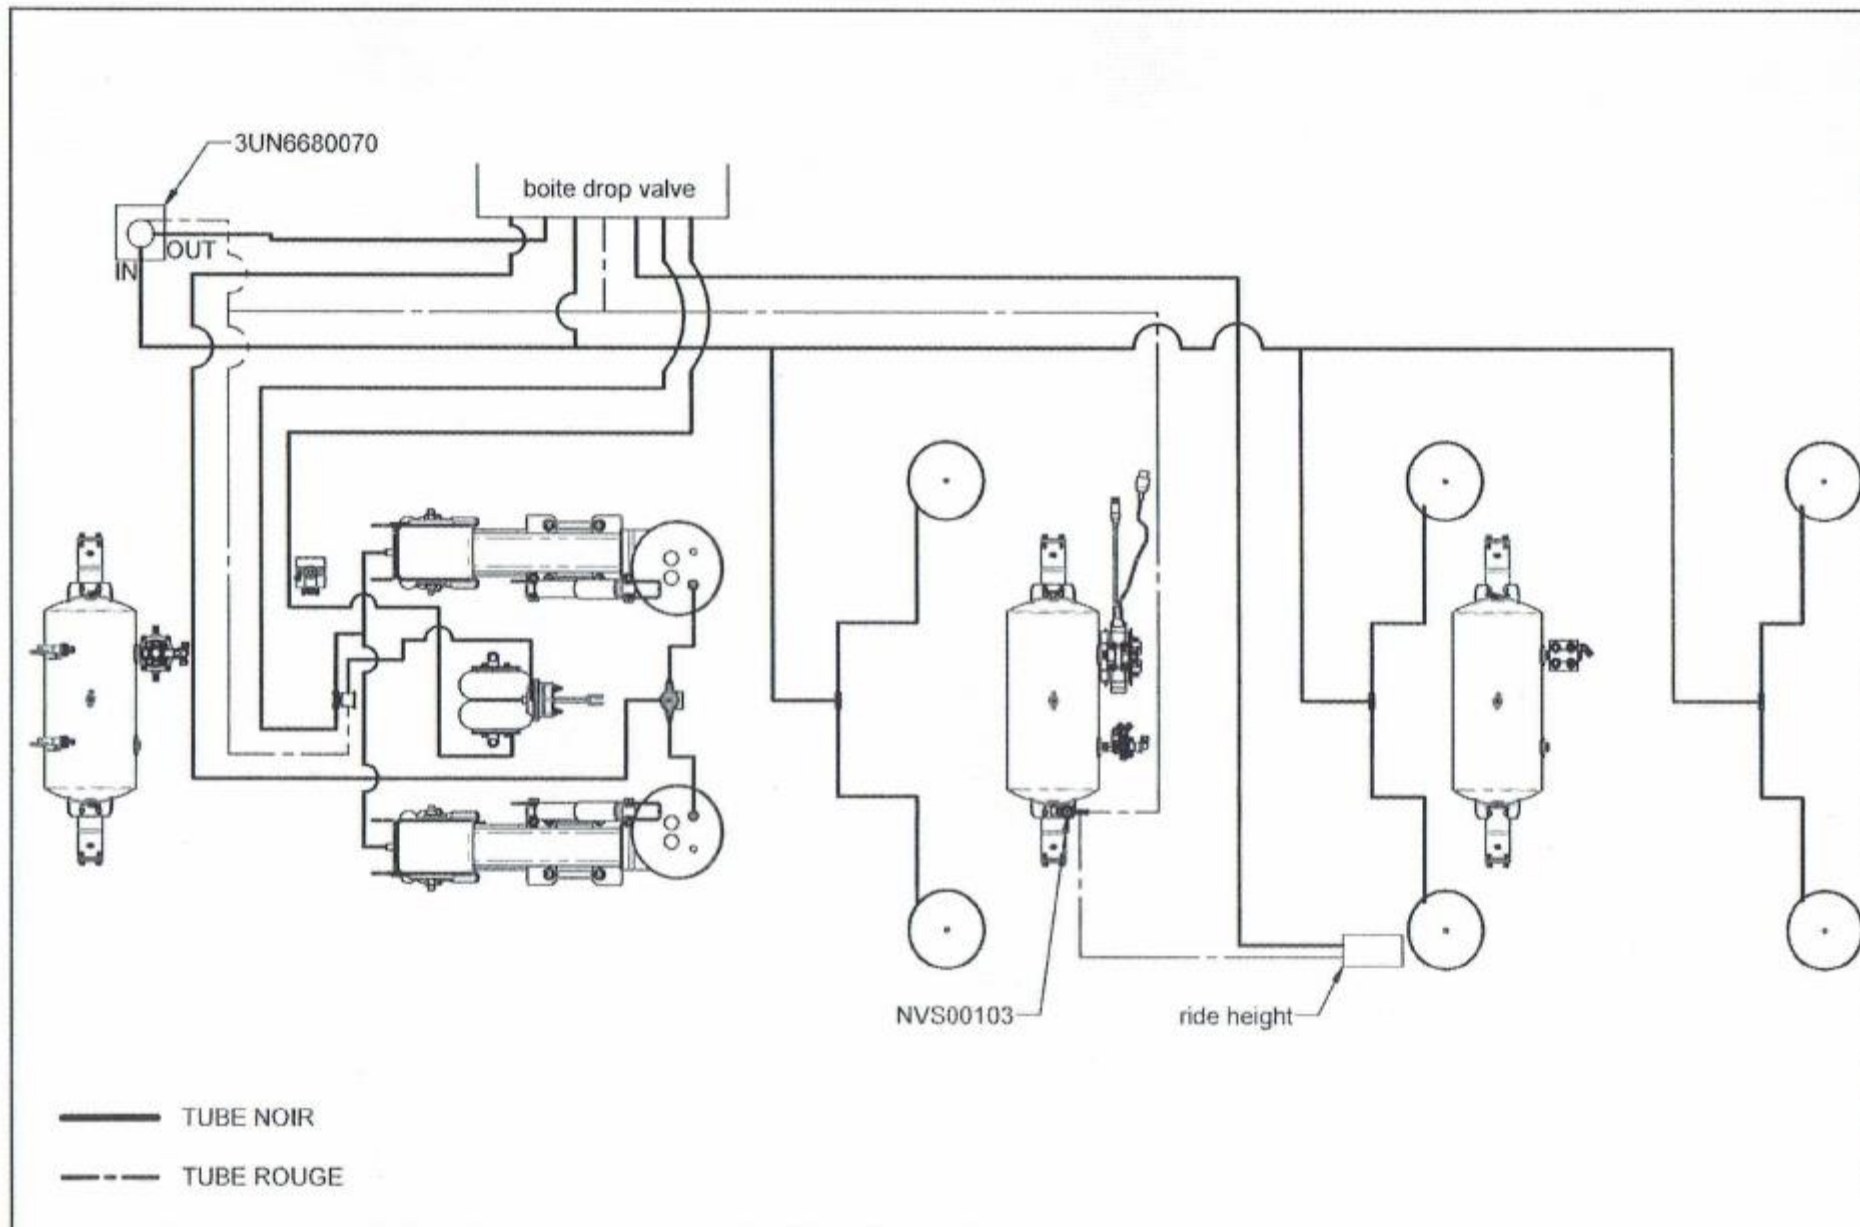 3UN6680070
boite drop valve
OUT
IN
NVS00103
ride height
TUBE NOIR
TUBE ROUGE